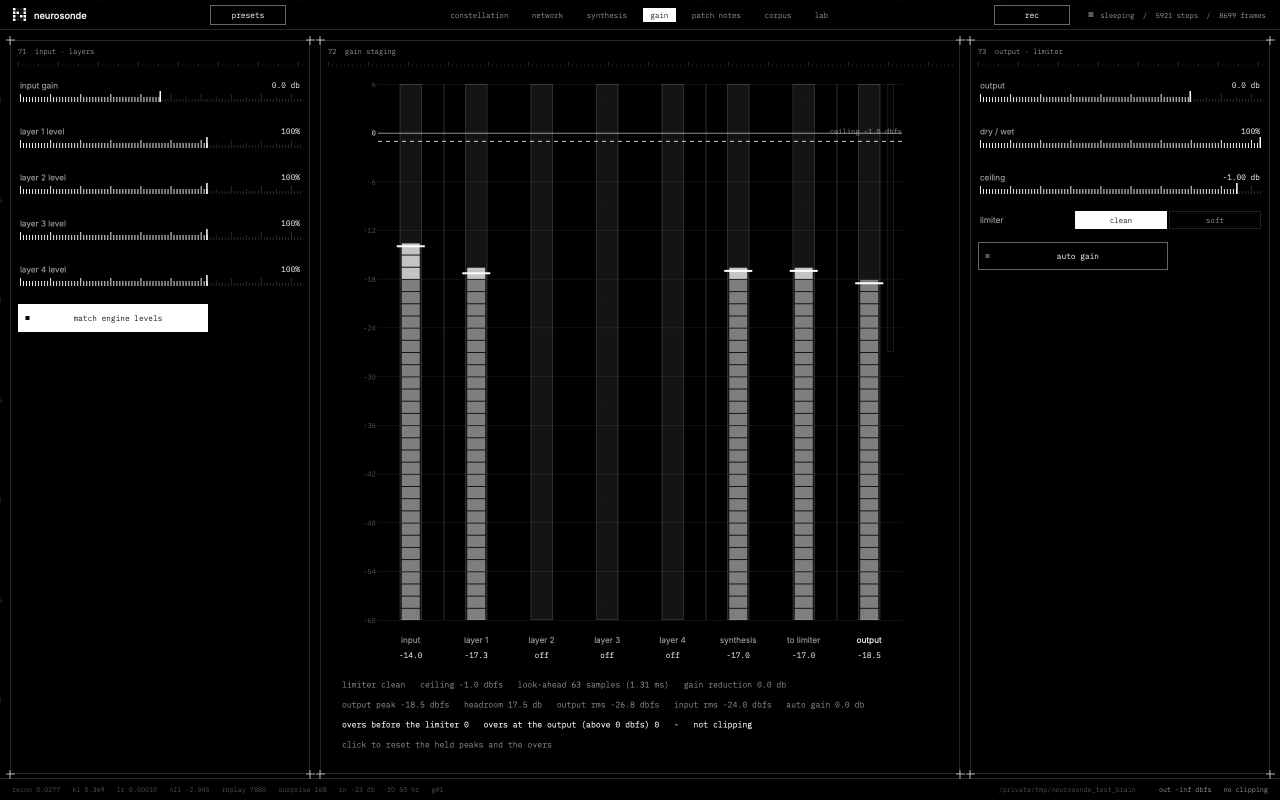 neurosonde presets constellation network synthesis gain patch notes corpus lab rec sleeping / 5921 steps / 8699 frames
71 input · layers
input gain 0.0 db
layer 1 level 100%
layer 2 level 100%
layer 3 level 100%
layer 4 level 100%
match engine levels
72 gain staging
6
0
ceiling -1.0 dbfs
-6
-12
-18
-24
-30
-36
-42
-48
-54
-60
input layer 1 layer 2 layer 3 layer 4 synthesis to limiter output
-14.0 -17.3 off off off -17.0 -17.0 -18.5
limiter clean ceiling -1.0 dbfs look-ahead 63 samples (1.31 ms) gain reduction 0.0 db
output peak -18.5 dbfs headroom 17.5 db output rms -26.8 dbfs input rms -24.0 dbfs auto gain 0.0 db
overs before the limiter 0 overs at the output (above 0 dbfs) 0 - not clipping
click to reset the held peaks and the overs
73 output · limiter
output 0.0 db
dry / wet 100%
ceiling -1.00 db
limiter clean soft
auto gain
recon 0.0277 kl 0.369 lr 0.00010 nll -2.845 replay 7880 surprise 168 in -23 db f0 50 hz g#1 /private/tmp/neurosonde_test_brain out -inf dbfs no clipping